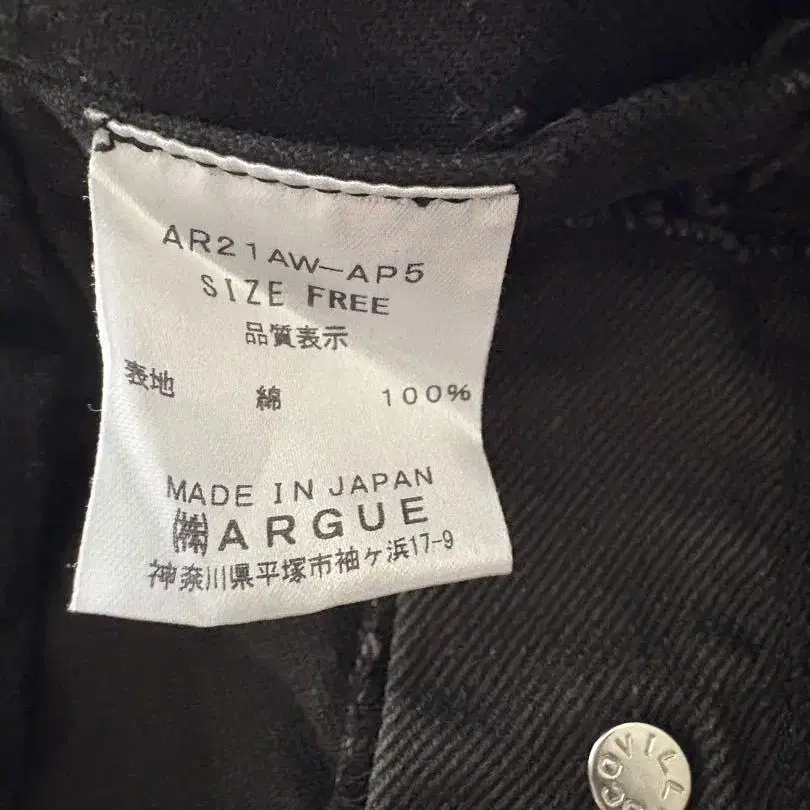 AR21AW-AP5
SIZE FREE
品質表示
表地 綿 100%
MADE IN JAPAN
㈱ARGUE
神奈川県平塚市袖ヶ浜17-9